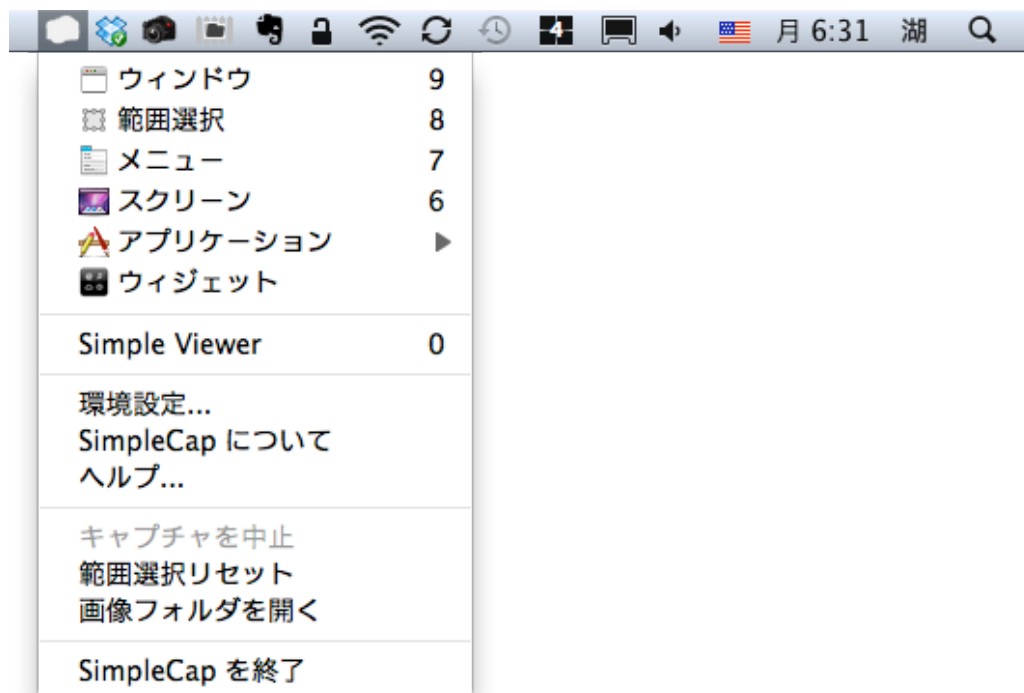 4 月 6:31 湖
ウィンドウ 9
範囲選択 8
メニュー 7
スクリーン 6
アプリケーション
ウィジェット
Simple Viewer 0
環境設定...
SimpleCap について
ヘルプ...
キャプチャを中止
範囲選択リセット
画像フォルダを開く
SimpleCap を終了